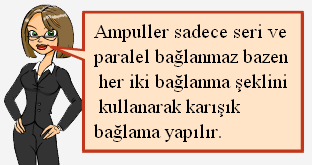 Ampuller sadece seri ve
paralel bağlanmaz bazen
her iki bağlanma şeklini
kullanarak karışık
bağlama yapılır.